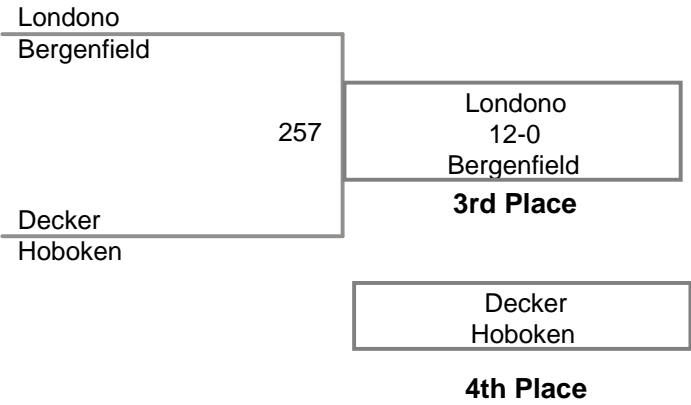 Londono
Bergenfield
257
Londono
12-0
Bergenfield
3rd Place
Decker
Hoboken
Decker
Hoboken
4th Place